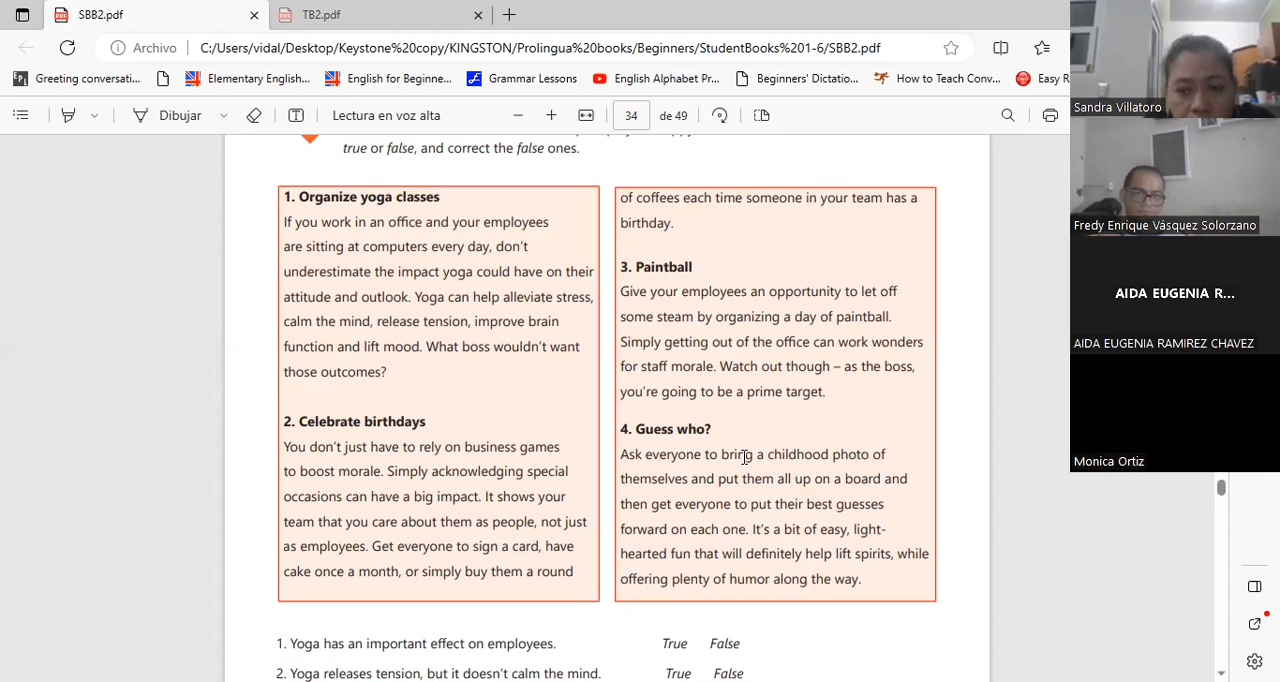 SBB2.pdf
TB2.pdf
Archivo
C:/Users/vidal/Desktop/Keystone%20copy/KINGSTON/Prolingua%20books/Beginners/StudentBooks%201-6/SBB2.pdf
Greeting conversati...
Elementary English...
English for Beginne...
Grammar Lessons
English Alphabet Pr...
Beginners' Dictatio...
How to Teach Conv...
Easy R
Dibujar
Lectura en voz alta
34
de 49
true or false, and correct the false ones.
1. Organize yoga classes
If you work in an office and your employees
are sitting at computers every day, don't
underestimate the impact yoga could have on their
attitude and outlook. Yoga can help alleviate stress,
calm the mind, release tension, improve brain
function and lift mood. What boss wouldn't want
those outcomes?
2. Celebrate birthdays
You don't just have to rely on business games
to boost morale. Simply acknowledging special
occasions can have a big impact. It shows your
team that you care about them as people, not just
as employees. Get everyone to sign a card, have
cake once a month, or simply buy them a round
of coffees each time someone in your team has a
birthday.
3. Paintball
Give your employees an opportunity to let off
some steam by organizing a day of paintball.
Simply getting out of the office can work wonders
for staff morale. Watch out though – as the boss,
you're going to be a prime target.
4. Guess who?
Ask everyone to bring a childhood photo of
themselves and put them all up on a board and
then get everyone to put their best guesses
forward on each one. It's a bit of easy, light-
hearted fun that will definitely help lift spirits, while
offering plenty of humor along the way.
1. Yoga has an important effect on employees. True False
2. Yoga releases tension, but it doesn't calm the mind. True False
Sandra Villatoro
Fredy Enrique Vásquez Solorzano
AIDA EUGENIA R...
AIDA EUGENIA RAMIREZ CHAVEZ
Monica Ortiz